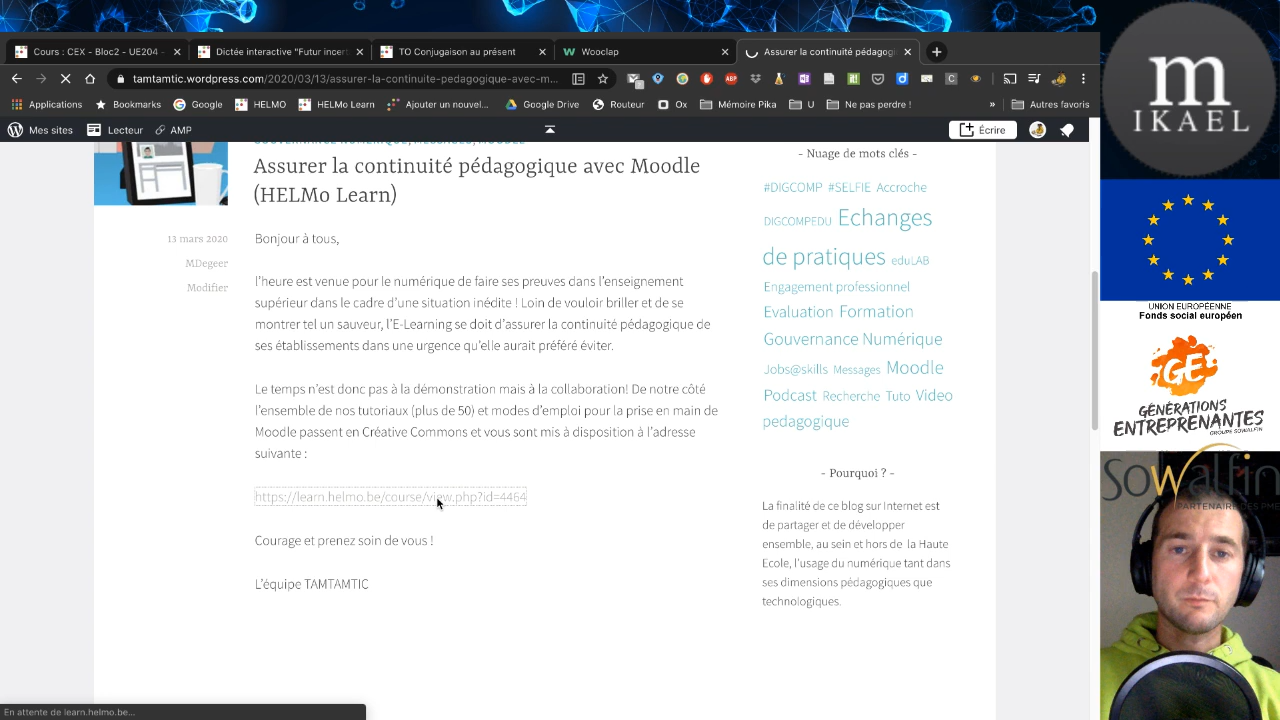 Cours : CEX - Bloc2 - UE204 -
Dictée interactive "Futur incert
TO Conjugaison au présent
Wooclap
Assurer la continuité pédagogi
tamtamtic.wordpress.com/2020/03/13/assurer-la-continuite-pedagogique-avec-m...
Applications
Bookmarks
Google
HELMO
HELMo Learn
Ajouter un nouvel...
Google Drive
Routeur
Ox
Mémoire Pika
U
Ne pas perdre !
»
Autres favoris
Mes sites
Lecteur
AMP
Écrire
Assurer la continuité pédagogique avec Moodle
(HELMo Learn)
13 mars 2020
MDegeer
Modifier
Bonjour à tous,
l'heure est venue pour le numérique de faire ses preuves dans l'enseignement
supérieur dans le cadre d'une situation inédite ! Loin de vouloir briller et de se
montrer tel un sauveur, l'E-Learning se doit d'assurer la continuité pédagogique de
ses établissements dans une urgence qu'elle aurait préféré éviter.
Le temps n'est donc pas à la démonstration mais à la collaboration! De notre côté
l'ensemble de nos tutoriaux (plus de 50) et modes d'emploi pour la prise en main de
Moodle passent en Créative Commons et vous ont mis à disposition à l'adresse
suivante :
https://learn.helmo.be/course/view.php?id=4464
Courage et prenez soin de vous !
L'équipe TAMTAMTIC
- Nuage de mots clés -
#DIGCOMP #SELFIE Accroche
DIGCOMPEDU Echanges
de pratiques eduLAB
Engagement professionnel
Evaluation Formation
Gouvernance Numérique
Jobs@skills Messages Moodle
Podcast Recherche Tuto Video
pedagogique
- Pourquoi ? -
La finalité de ce blog sur Internet est
de partager et de développer
ensemble, au sein et hors de la Haute
Ecole, l'usage du numérique tant dans
ses dimensions pédagogiques que
technologiques.
En attente de learn.helmo.be...
m
IKAEL
UNION EUROPÉENNE
Fonds social européen
GE
GÉNÉRATIONS
ENTREPRENANTES
GROUPE SOWALFIN
Sowalfin
PARTENAIRE DES PME